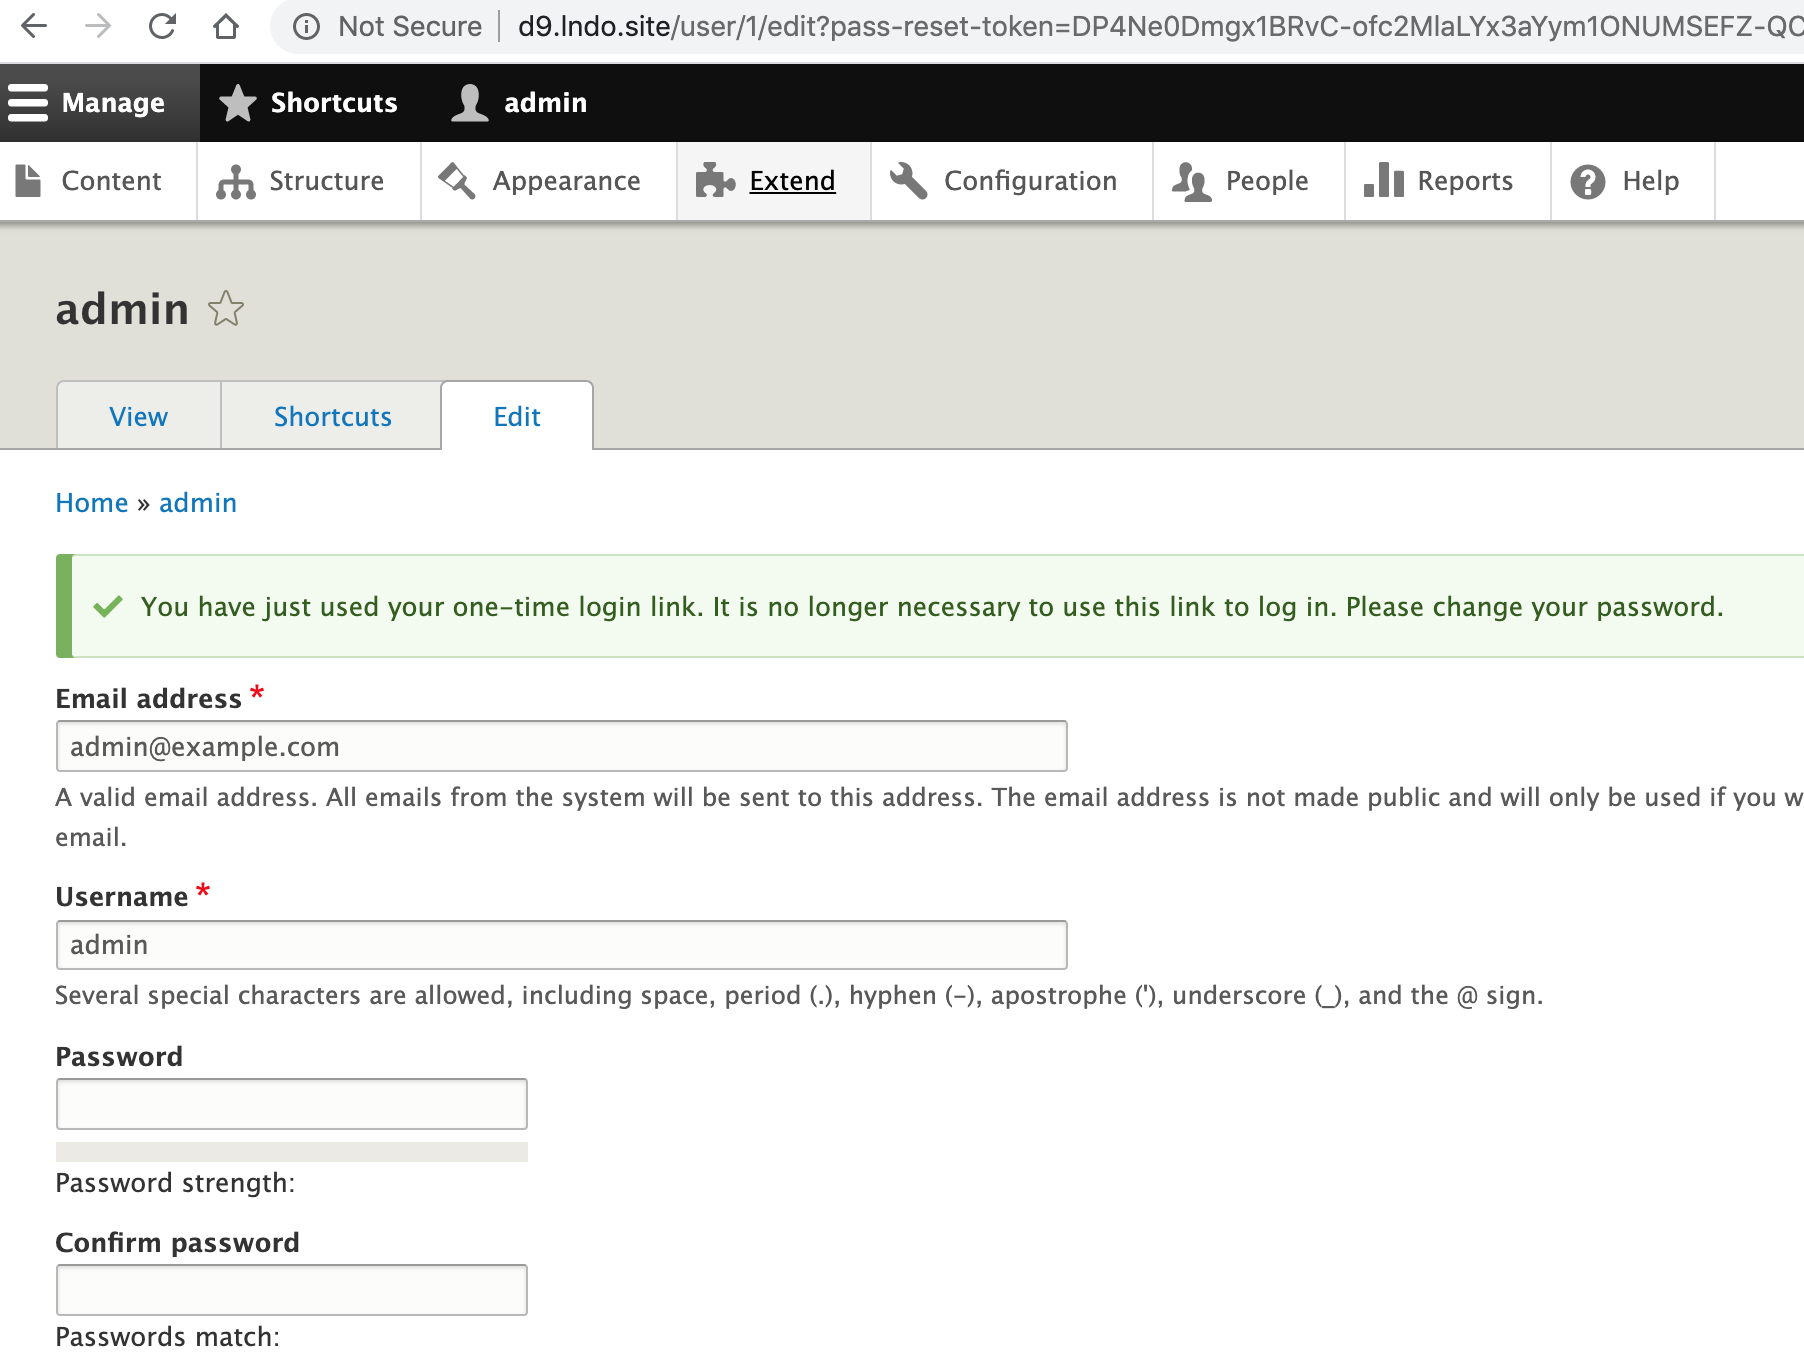 Not Secure d9.lndo.site/user/1/edit?pass-reset-token=DP4Ne0Dmgx1BRvC-ofc2MlaLYx3aYym1ONUMSEFZ-QC
Manage Shortcuts admin
Content Structure Appearance Extend Configuration People Reports Help
admin
View Shortcuts Edit
Home » admin
You have just used your one-time login link. It is no longer necessary to use this link to log in. Please change your password.
Email address *
admin@example.com
A valid email address. All emails from the system will be sent to this address. The email address is not made public and will only be used if you w
email.
Username *
admin
Several special characters are allowed, including space, period (.), hyphen (-), apostrophe ('), underscore (_), and the @ sign.
Password
Password strength:
Confirm password
Passwords match: